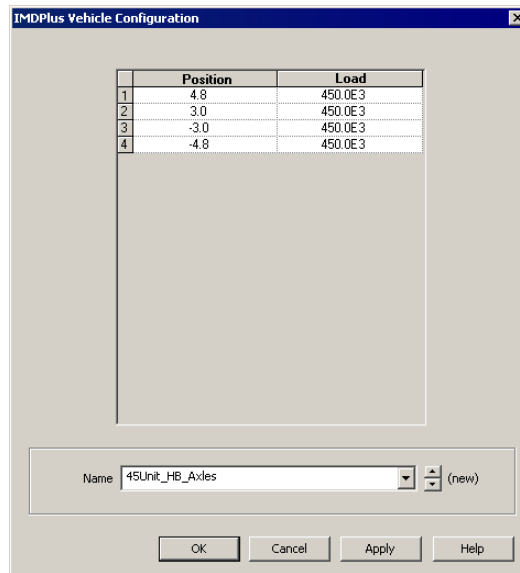 IMDPlus Vehicle Configuration
Position Load
1 4.8 450.0E3
2 3.0 450.0E3
3 -3.0 450.0E3
4 -4.8 450.0E3
Name 45Unit_HB_Axles (new)
OK Cancel Apply Help